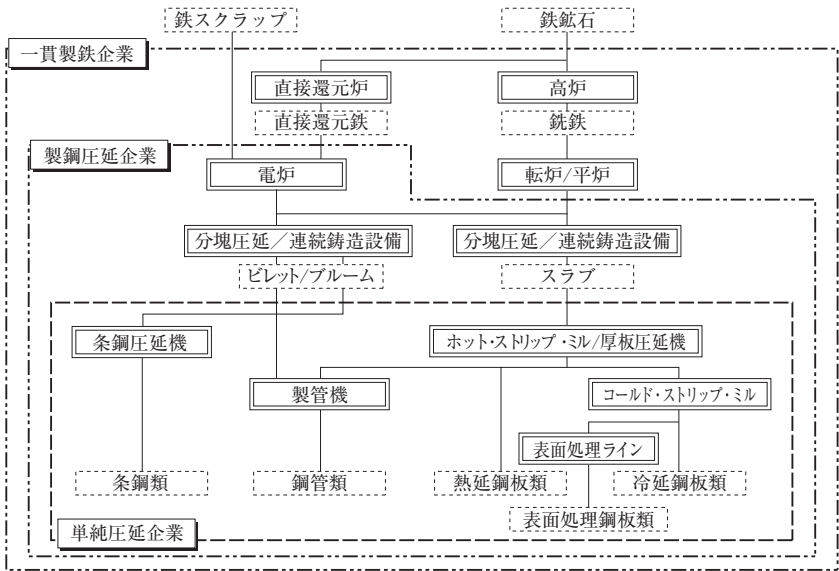 鉄スクラップ
鉄鉱石
一貫製鉄企業
直接還元炉
高炉
直接還元鉄
銑鉄
製鋼圧延企業
電炉
転炉/平炉
分塊圧延／連続鋳造設備
分塊圧延／連続鋳造設備
ビレット/ブルーム
スラブ
条鋼圧延機
ホット・ストリップ・ミル/厚板圧延機
製管機
コールド・ストリップ・ミル
表面処理ライン
条鋼類
鋼管類
熱延鋼板類
冷延鋼板類
表面処理鋼板類
単純圧延企業